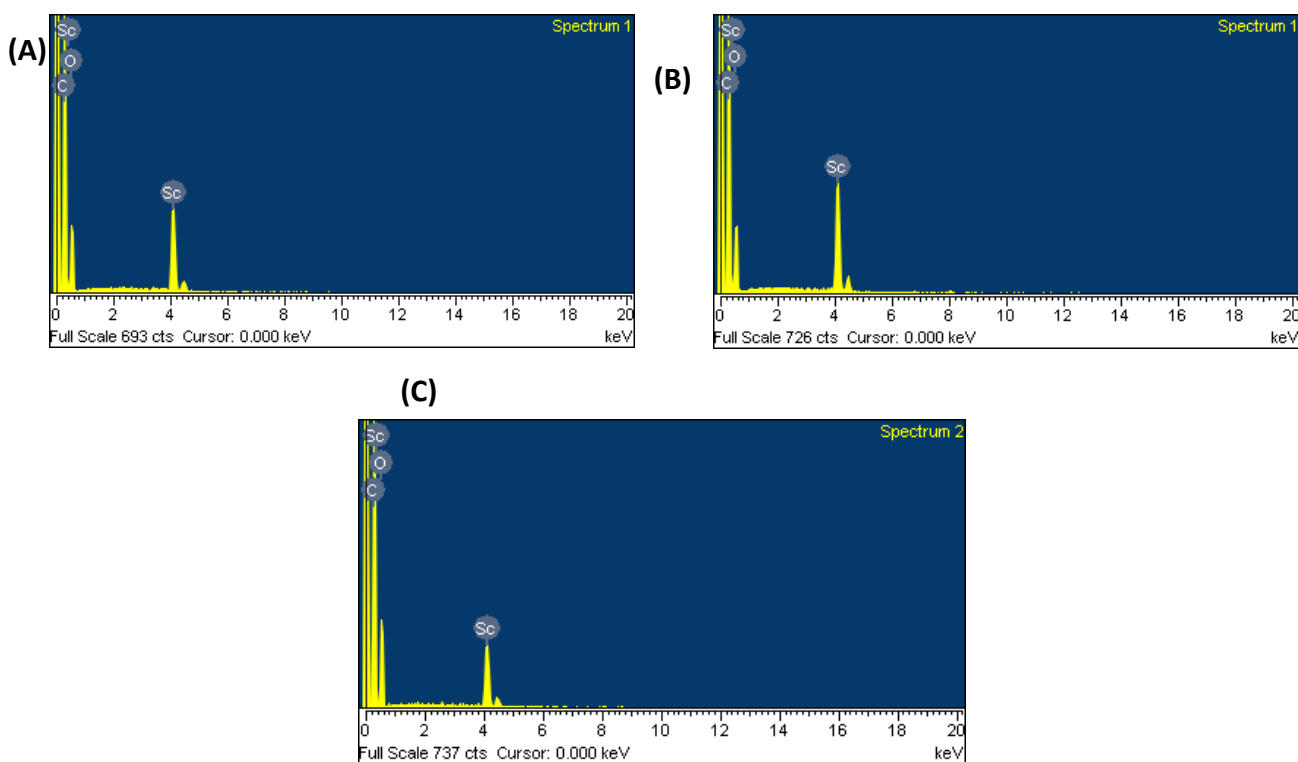 (A)
Spectrum 1
Sc
O
C
Sc
0 2 4 6 8 10 12 14 16 18 20
Full Scale 693 cts Cursor: 0.000 keV keV
(B)
Spectrum 1
Sc
O
C
Sc
0 2 4 6 8 10 12 14 16 18 20
Full Scale 726 cts Cursor: 0.000 keV keV
(C)
Spectrum 2
Sc
O
C
Sc
0 2 4 6 8 10 12 14 16 18 20
Full Scale 737 cts Cursor: 0.000 keV keV